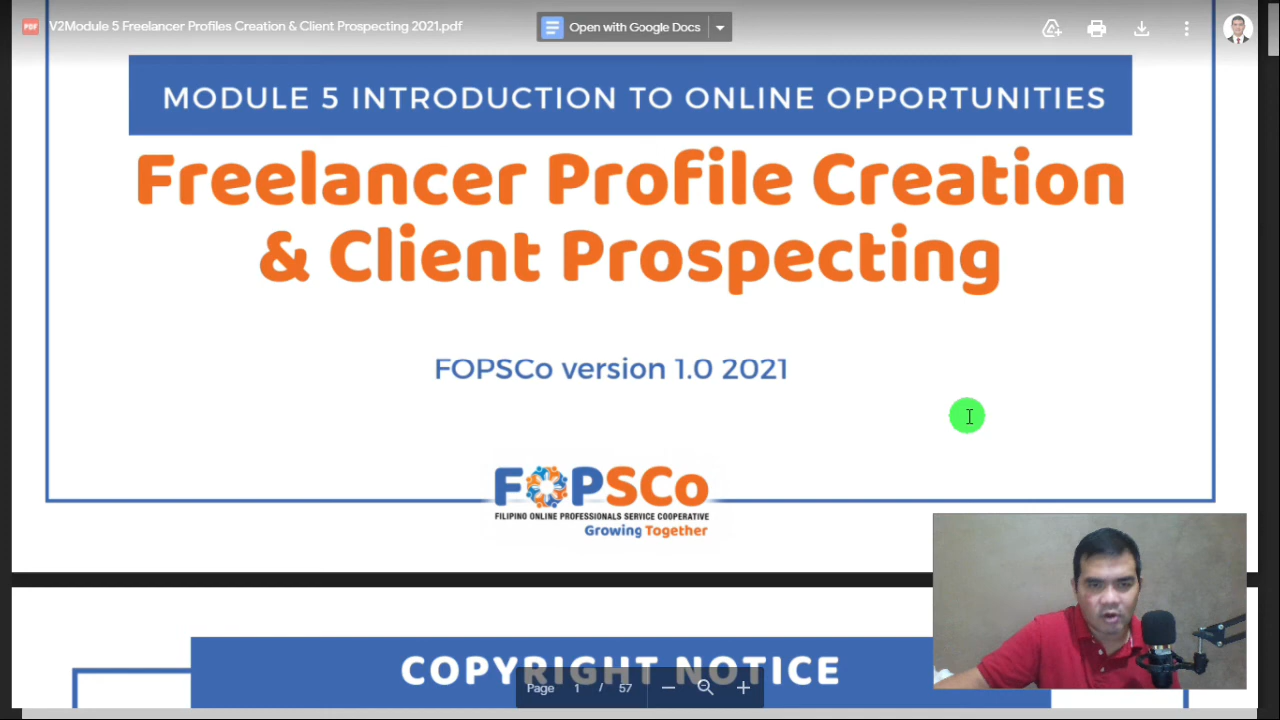 V2Module 5 Freelancer Profiles Creation & Client Prospecting 2021.pdf
Open with Google Docs
MODULE 5 INTRODUCTION TO ONLINE OPPORTUNITIES
Freelancer Profile Creation
& Client Prospecting
FOPSCo version 1.0 2021
FOPSCo
FILIPINO ONLINE PROFESSIONALS SERVICE COOPERATIVE
Growing Together
COPYRIGHT NOTICE
Page 1 / 57